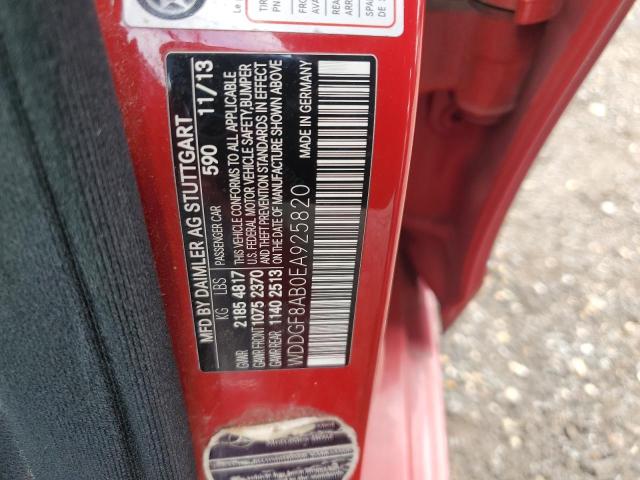 MFD BY DAIMLER AG STUTTGART
590 11/13
KG LBS PASSENGER CAR
GVWR 2185 4817
GAWR FRONT 1075 2370
GAWR REAR 1140 2513
THIS VEHICLE CONFORMS TO ALL APPLICABLE
U.S. FEDERAL MOTOR VEHICLE SAFETY, BUMPER
AND THEFT PREVENTION STANDARDS IN EFFECT
ON THE DATE OF MANUFACTURE SHOWN ABOVE
WDDGF8AB0EA925820
MADE IN GERMANY